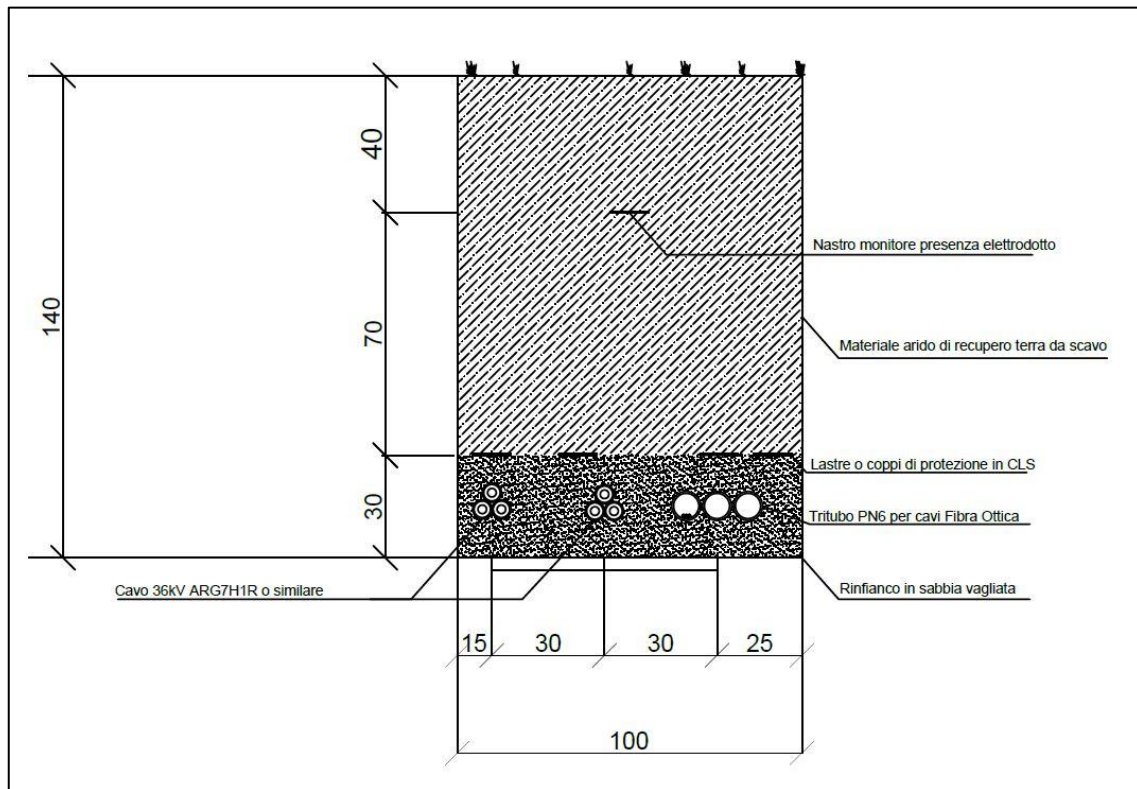 40
Nastro monitore presenza elettrodotto
140
70
Materiale arido di recupero terra da scavo
Lastre o coppi di protezione in CLS
30
Tritubo PN6 per cavi Fibra Ottica
Cavo 36kV ARG7H1R o similare
Rinfianco in sabbia vagliata
15 30 30 25
100